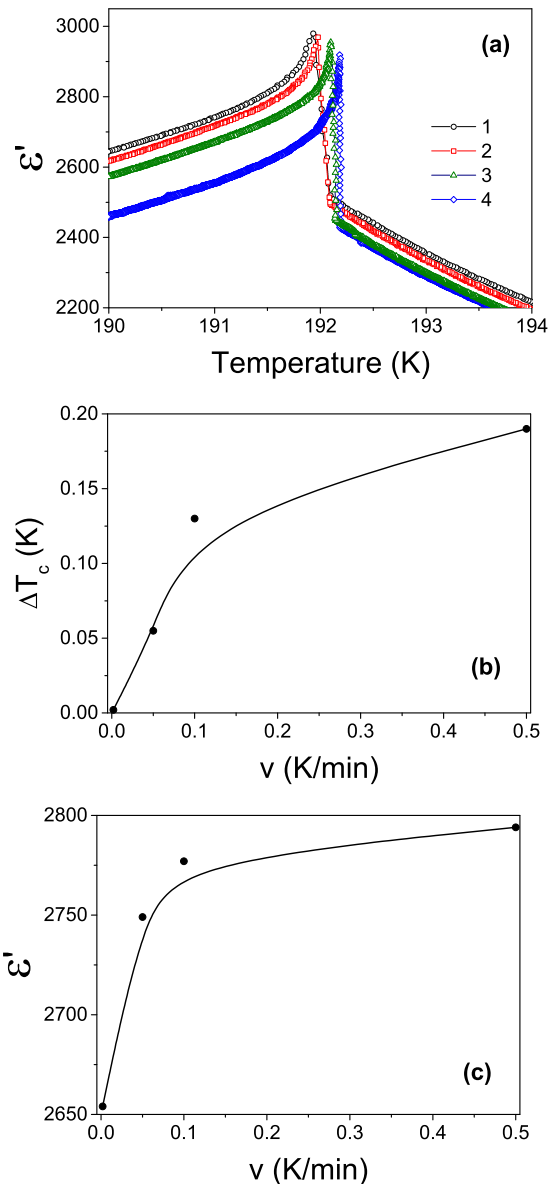 (a)
3000
2800
2600
2400
2200
ε'
1
2
3
4
190 191 192 193 194
Temperature (K)
0.20
0.15
0.10
0.05
0.00
ΔT_c (K)
(b)
0.0 0.1 0.2 0.3 0.4 0.5
v (K/min)
2800
2750
2700
2650
ε'
(c)
0.0 0.1 0.2 0.3 0.4 0.5
v (K/min)